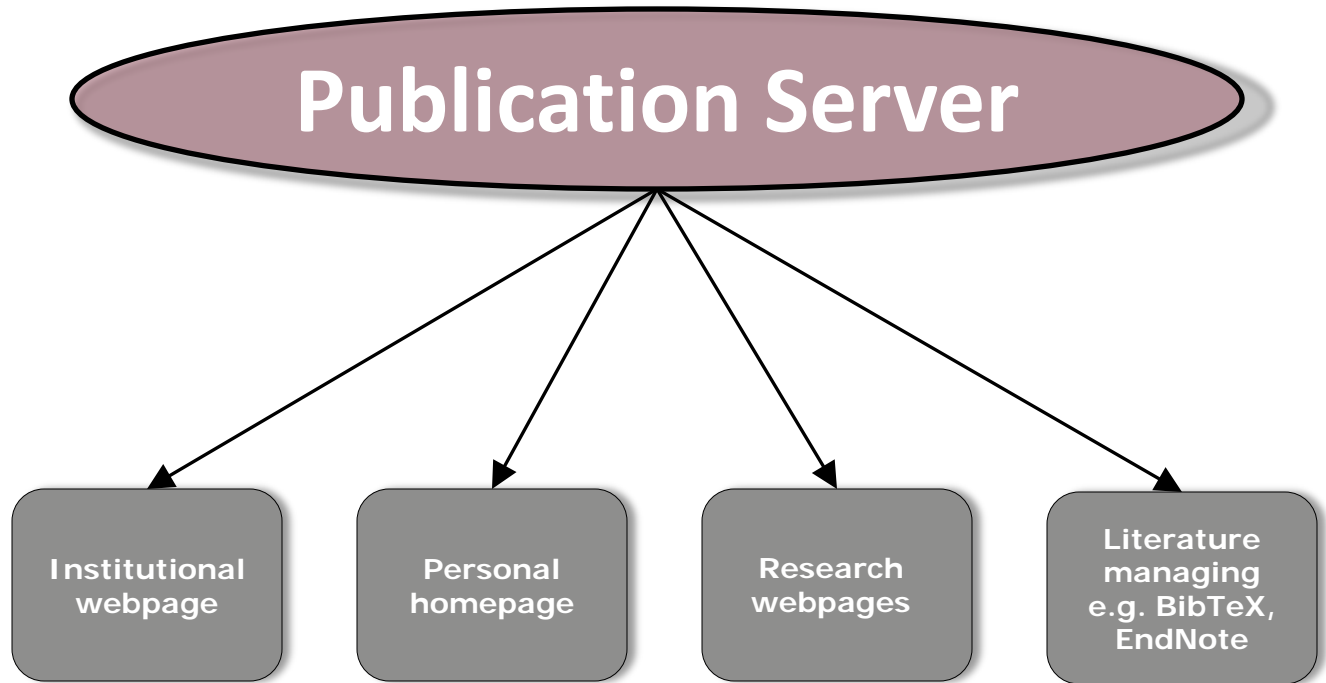 Publication Server
Institutional
webpage
Personal
homepage
Research
webpages
Literature
managing
e.g. BibTeX,
EndNote